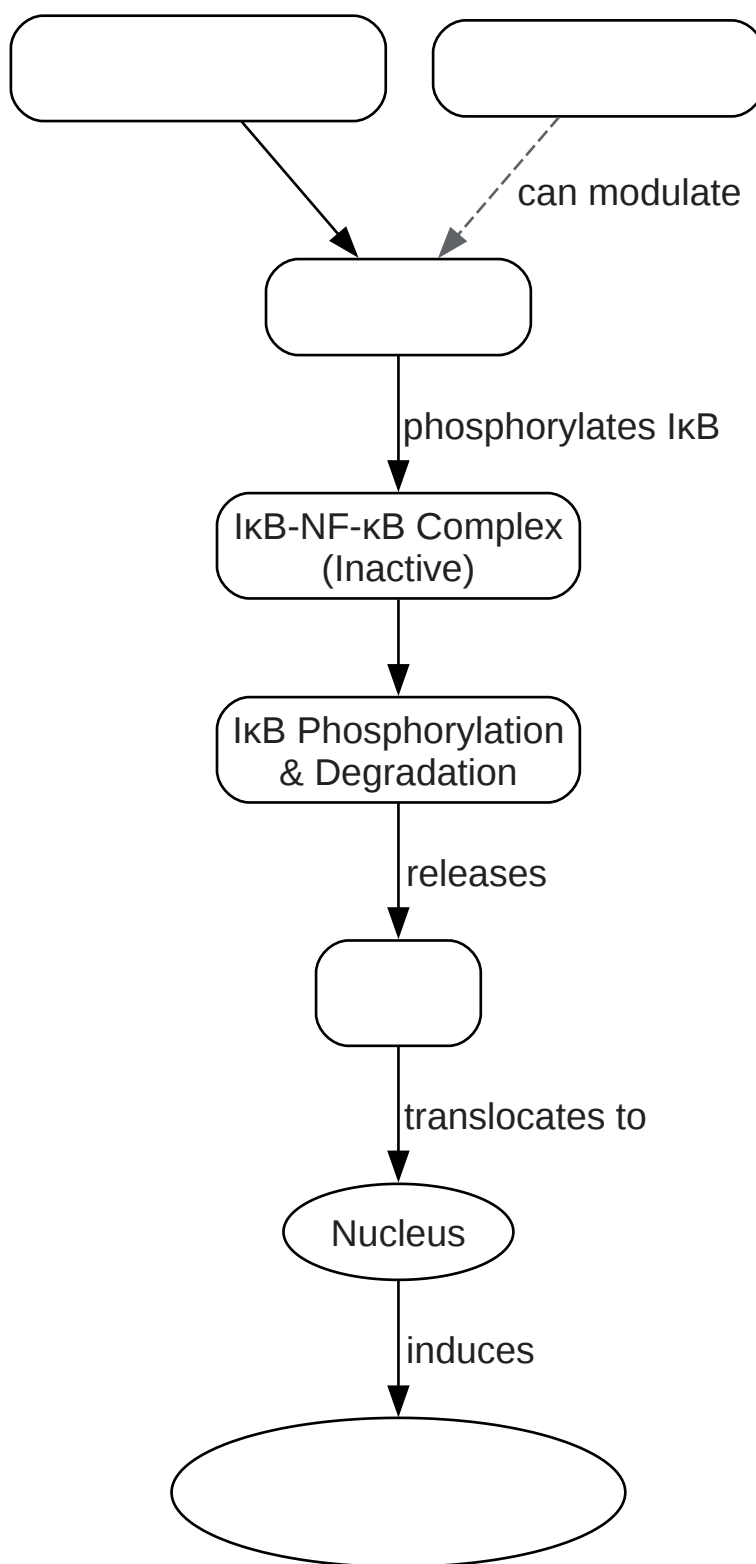 can modulate
phosphorylates IκB
IκB-NF-κB Complex
(Inactive)
IκB Phosphorylation
& Degradation
releases
translocates to
Nucleus
induces